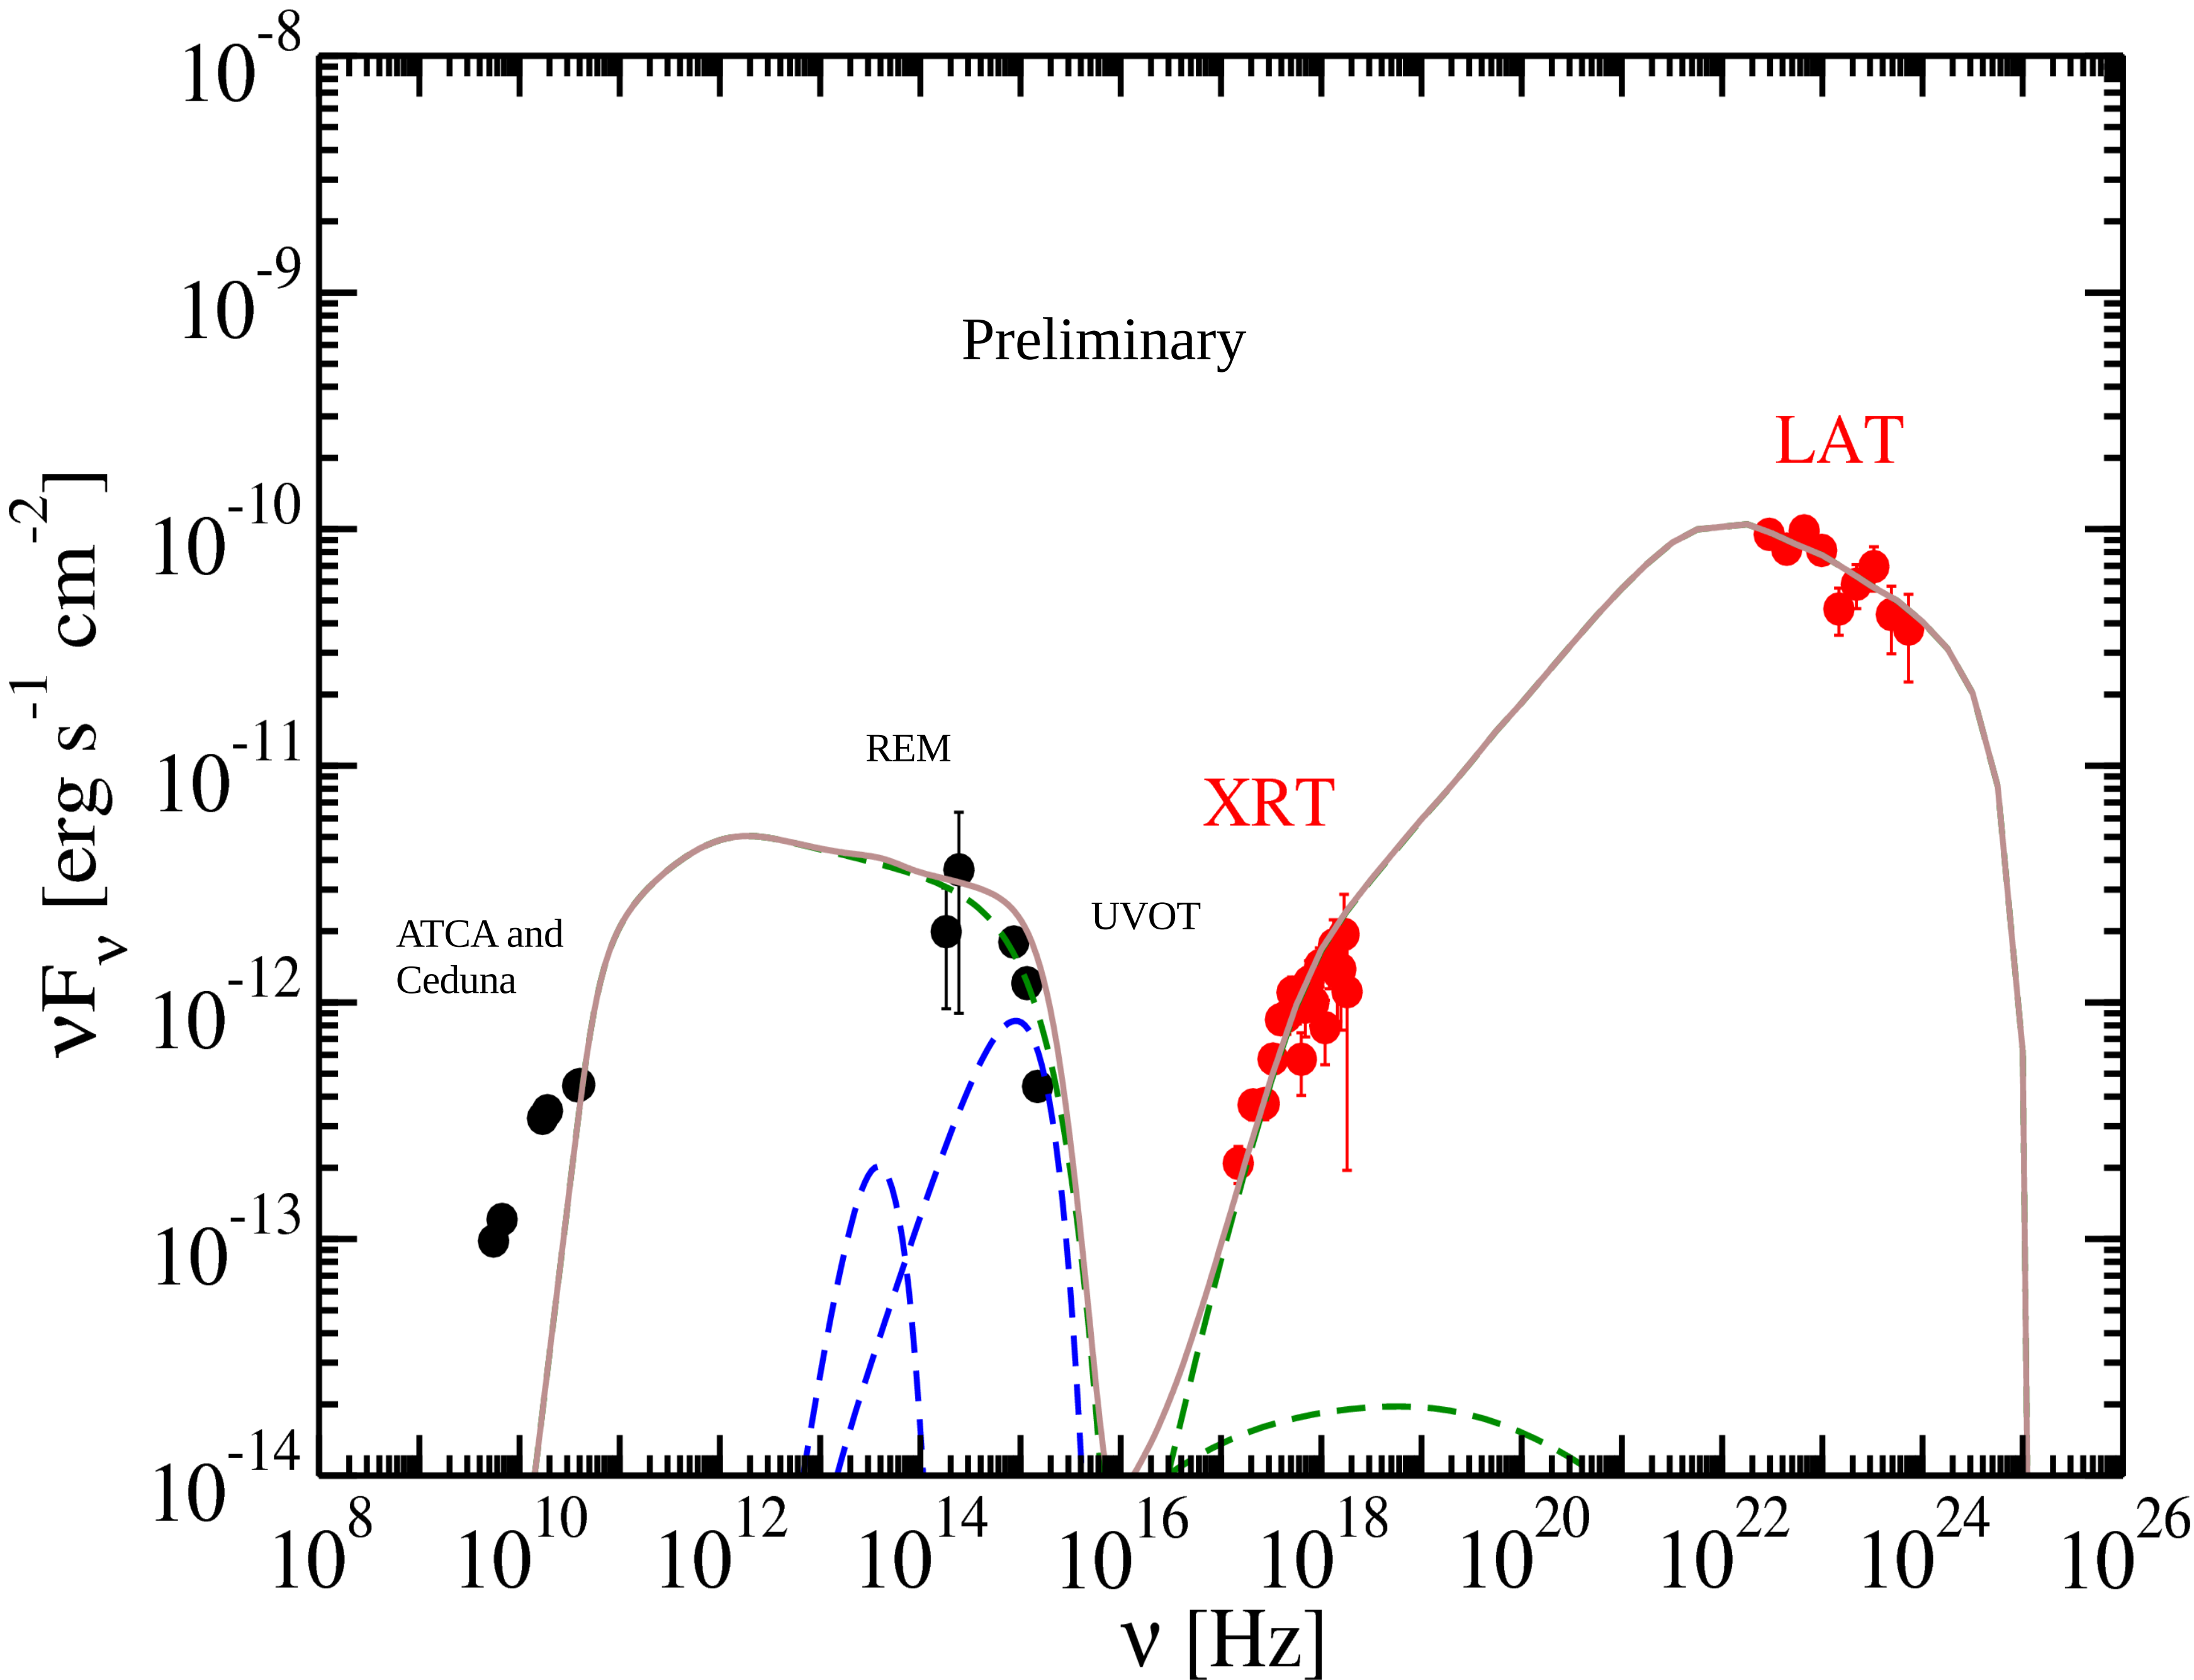 10^-8
10^-9
Preliminary
LAT
10^-10
νF_ν [erg s^-1 cm^-2]
REM
10^-11
XRT
UVOT
ATCA and
Ceduna
10^-12
10^-13
10^-14
10^8 10^10 10^12 10^14 10^16 10^18 10^20 10^22 10^24 10^26
ν [Hz]